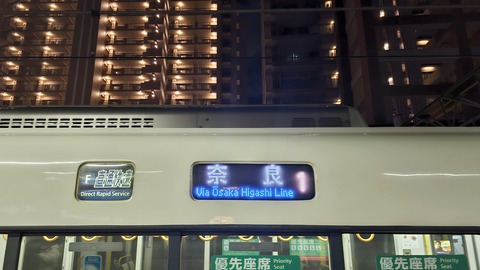 F 直通快速
Direct Rapid Service
奈良
Via Osaka Higashi Line
優先座席 Priority Seat
優先座席 Priority Seat